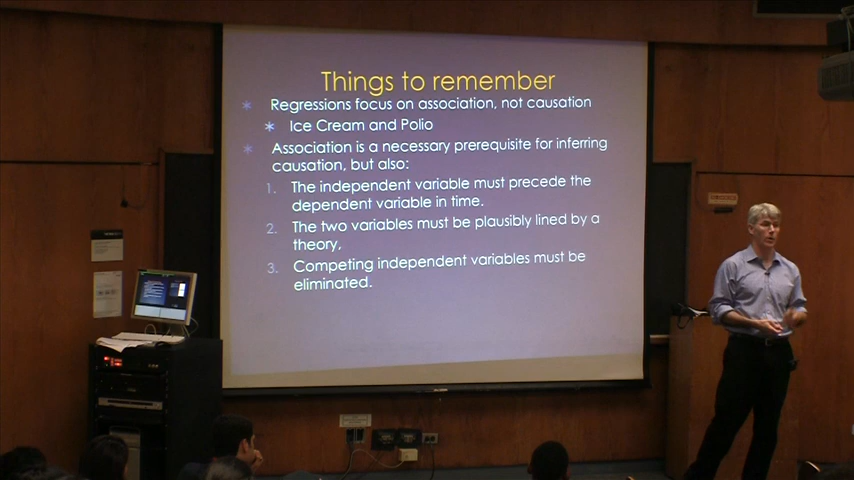 Things to remember
Regressions focus on association, not causation
Ice Cream and Polio
Association is a necessary prerequisite for inferring
causation, but also:
1. The independent variable must precede the
dependent variable in time.
2. The two variables must be plausibly lined by a
theory,
3. Competing independent variables must be
eliminated.